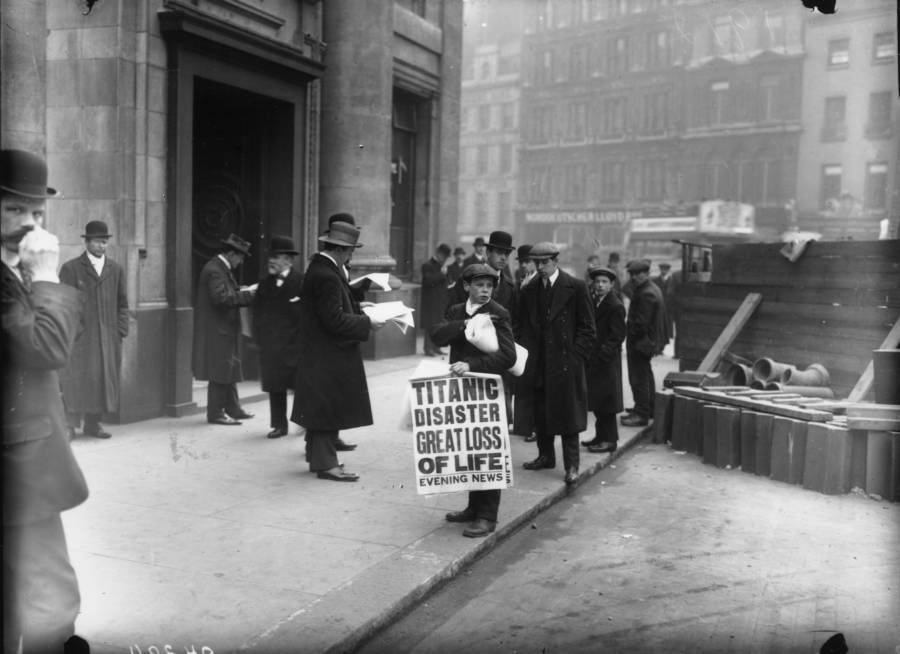 NORDDEUTSCHER LLOYD
TITANIC
DISASTER
GREAT LOSS
OF LIFE
EVENING NEWS